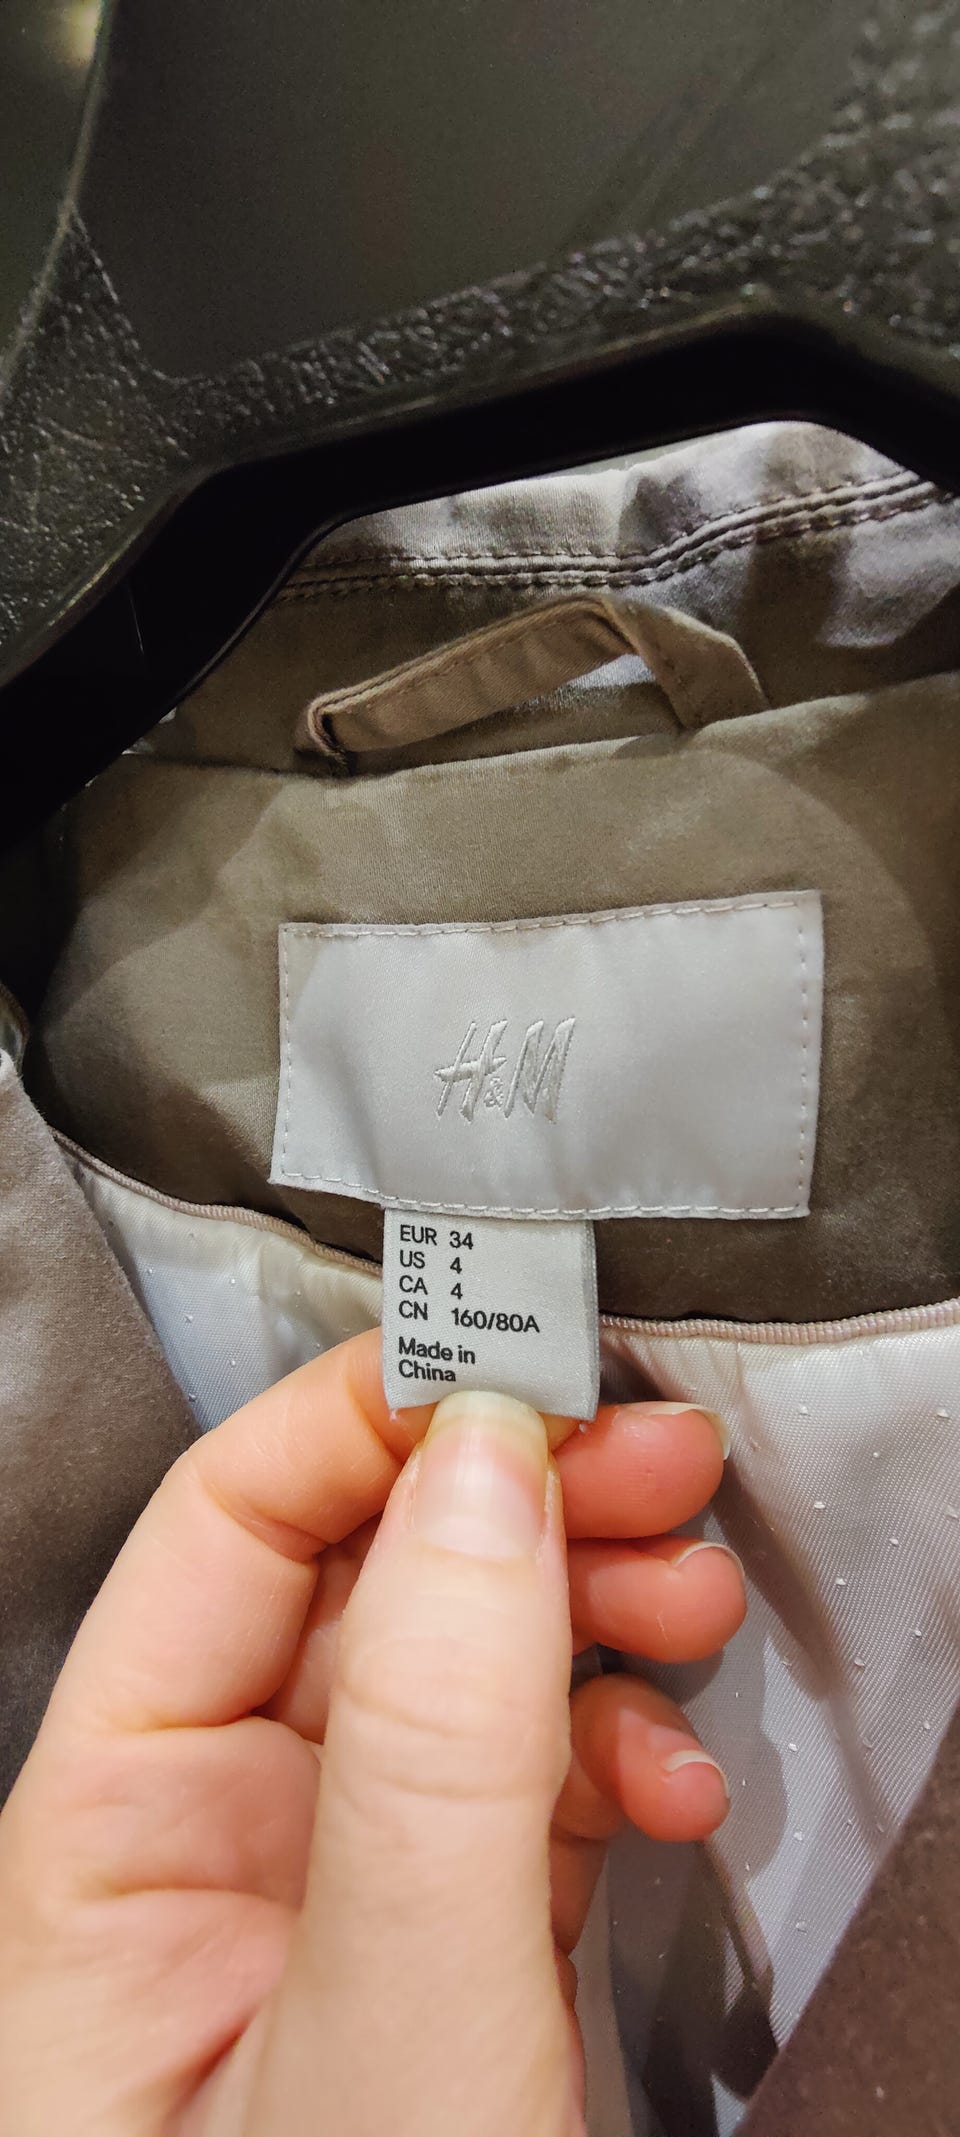 H&M
EUR 34
US 4
CA 4
CN 160/80A
Made in
China